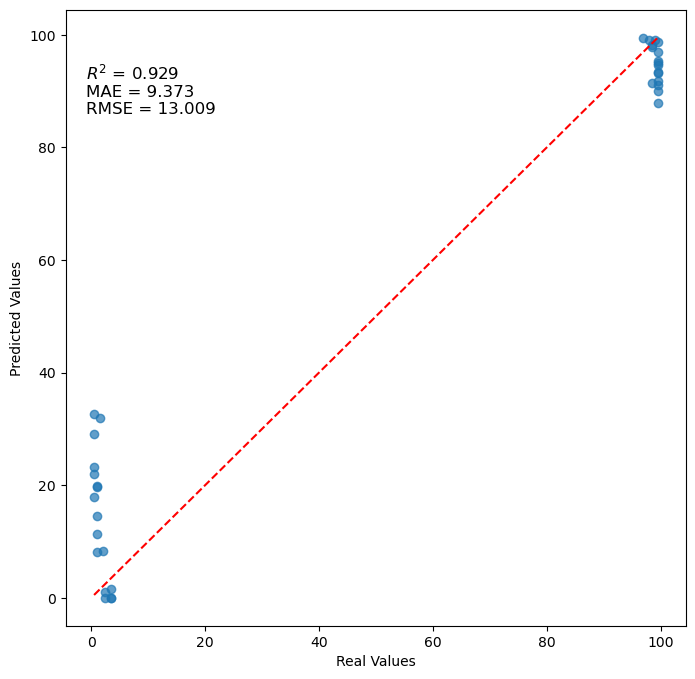 100
80
60
40
20
0
Predicted Values
R² = 0.929
MAE = 9.373
RMSE = 13.009
0 20 40 60 80 100
Real Values